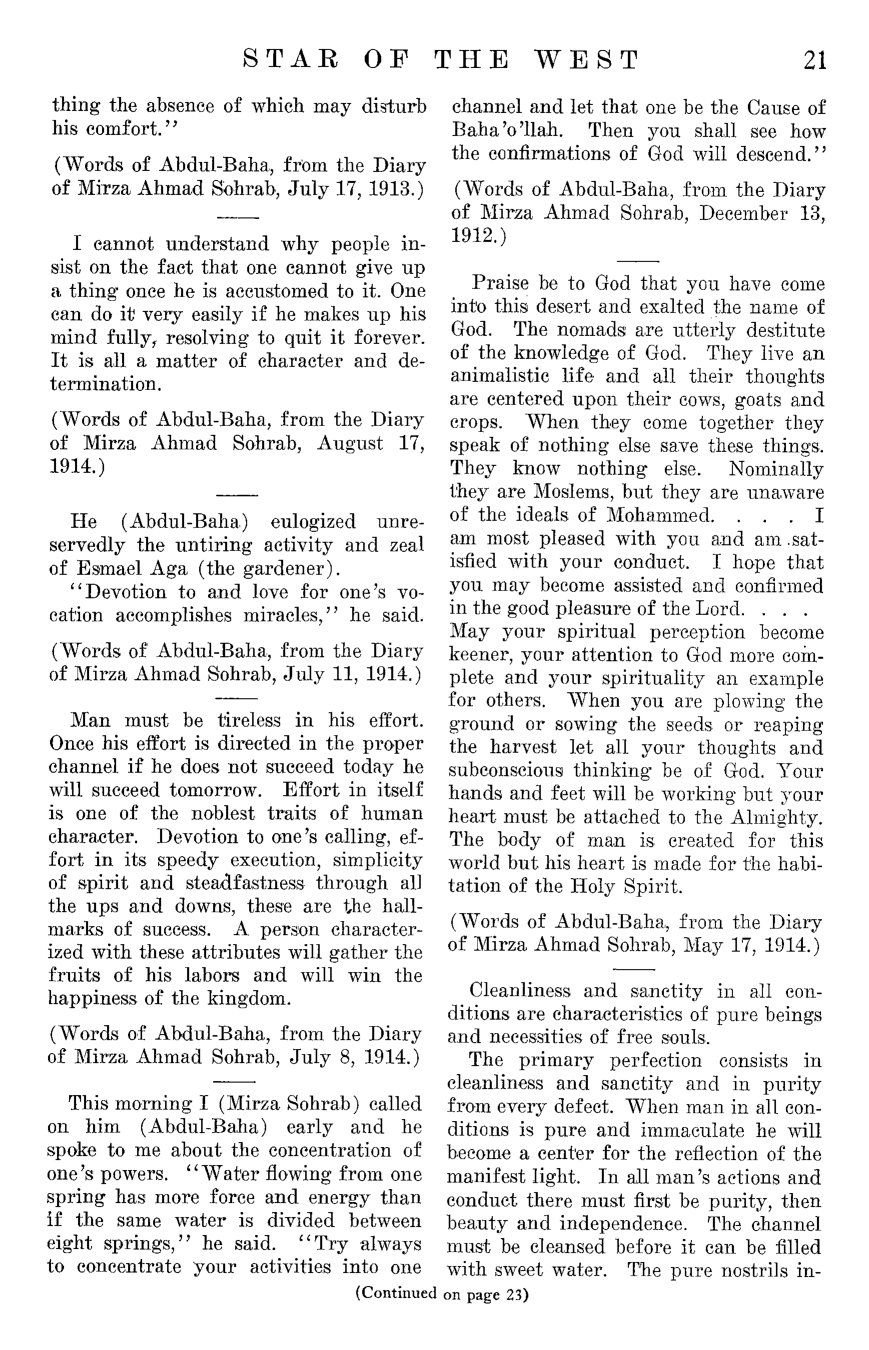 STAR OF THE WEST 21
thing the absence of which may disturb
his comfort.''
(Words of Abdul-Baha, from the Diary
of Mirza Ahmad Sohrab, July 17, 1913.)
I cannot understand why people in-
sist on the fact that one cannot give up
a thing once he is accustomed to it. One
can do it very easily if he makes up his
mind fully, resolving to quit it forever.
It is all a matter of character and de-
termination.
(Words of Abdul-Baha, from the Diary
of Mirza Ahmad Sohrab, August 17,
1914.)
He (Abdul-Baha) eulogized unre-
servedly the untiring activity and zeal
of Esmael Aga (the gardener).
''Devotion to and love for one's vo-
cation accomplishes miracles,'' he said.
(Words of Abdul-Baha, from the Diary
of Mirza Ahmad Sohrab, July 11, 1914.)
Man must be tireless in his effort.
Once his effort is directed in the proper
channel if he does not succeed today he
will succeed tomorrow. Effort in itself
is one of the noblest traits of human
character. Devotion to one's calling, ef-
fort in its speedy execution, simplicity
of spirit and steadfastness through all
the ups and downs, these are the hall-
marks of success. A person character-
ized with these attributes will gather the
fruits of his labors and will win the
happiness of the kingdom.
(Words of Abdul-Baha, from the Diary
of Mirza Ahmad Sohrab, July 8, 1914.)
This morning I (Mirza Sohrab) called
on him (Abdul-Baha) early and he
spoke to me about the concentration of
one's powers. ''Water flowing from one
spring has more force and energy than
if the same water is divided between
eight springs,'' he said. ''Try always
to concentrate your activities into one
channel and let that one be the Cause of
Baha'o'llah. Then you shall see how
the confirmations of God will descend.''
(Words of Abdul-Baha, from the Diary
of Mirza Ahmad Sohrab, December 13,
1912.)
Praise be to God that you have come
into this desert and exalted the name of
God. The nomads are utterly destitute
of the knowledge of God. They live an
animalistic life and all their thoughts
are centered upon their cows, goats and
crops. When they come together they
speak of nothing else save these things.
They know nothing else. Nominally
they are Moslems, but they are unaware
of the ideals of Mohammed. . . . I
am most pleased with you and am sat-
isfied with your conduct. I hope that
you may become assisted and confirmed
in the good pleasure of the Lord. . . .
May your spiritual perception become
keener, your attention to God more com-
plete and your spirituality an example
for others. When you are plowing the
ground or sowing the seeds or reaping
the harvest let all your thoughts and
subconscious thinking be of God. Your
hands and feet will be working but your
heart must be attached to the Almighty.
The body of man is created for this
world but his heart is made for the habi-
tation of the Holy Spirit.
(Words of Abdul-Baha, from the Diary
of Mirza Ahmad Sohrab, May 17, 1914.)
Cleanliness and sanctity in all con-
ditions are characteristics of pure beings
and necessities of free souls.
The primary perfection consists in
cleanliness and sanctity and in purity
from every defect. When man in all con-
ditions is pure and immaculate he will
become a center for the reflection of the
manifest light. In all man's actions and
conduct there must first be purity, then
beauty and independence. The channel
must be cleansed before it can be filled
with sweet water. The pure nostrils in-
(Continued on page 23)